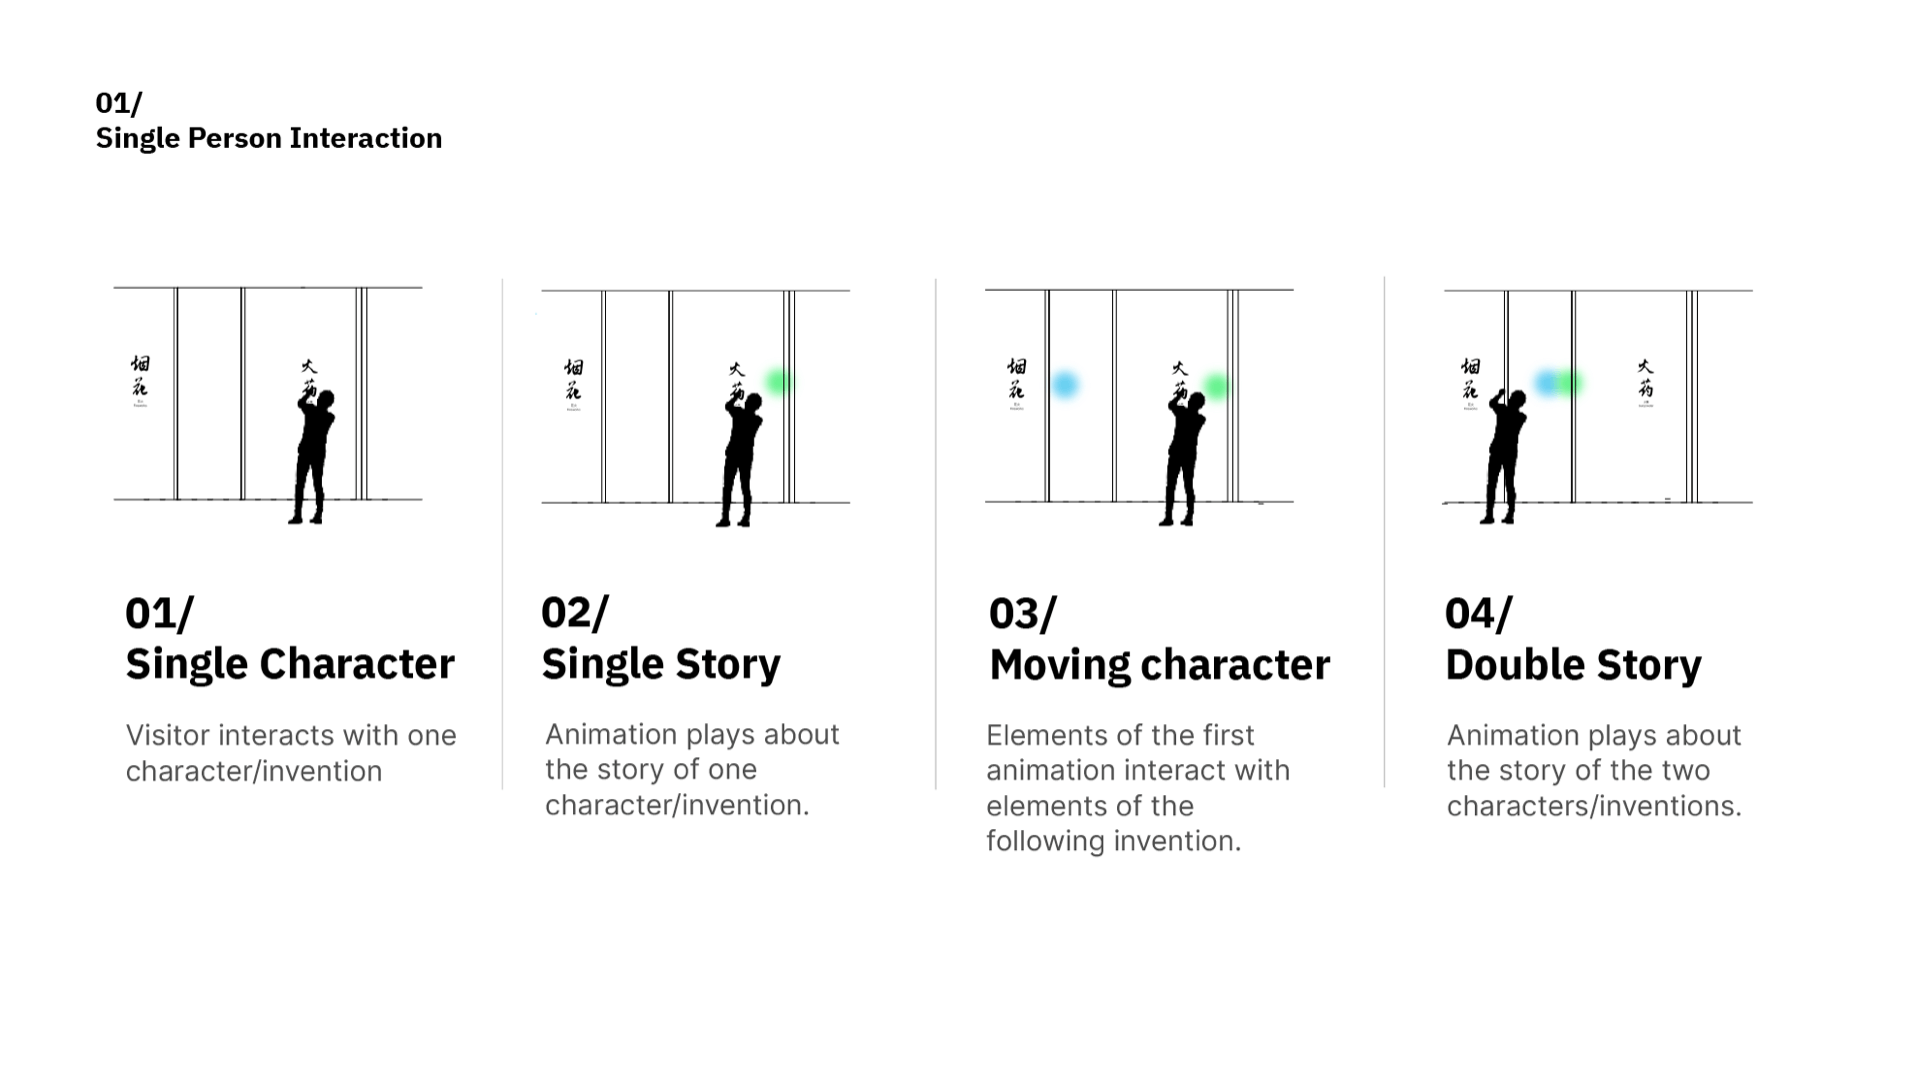 01/
Single Person Interaction
烟
花
火
药
烟
花
火
药
烟
花
火
药
烟
花
火
药
01/
Single Character
Visitor interacts with one
character/invention
02/
Single Story
Animation plays about
the story of one
character/invention.
03/
Moving character
Elements of the first
animation interact with
elements of the
following invention.
04/
Double Story
Animation plays about
the story of the two
characters/inventions.